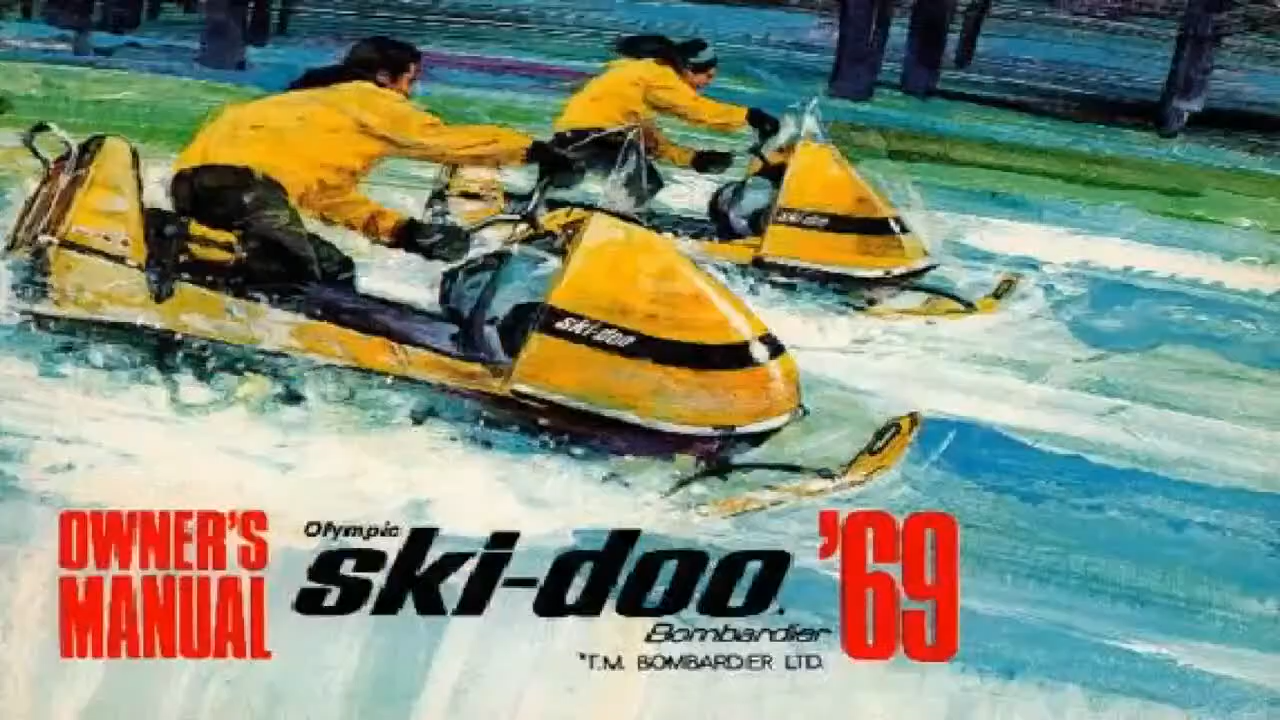 ski-doo
ski-doo
OWNER'S
MANUAL
Olympic
ski-doo.
Bombardier
*T.M. BOMBARDIER LTD.
'69